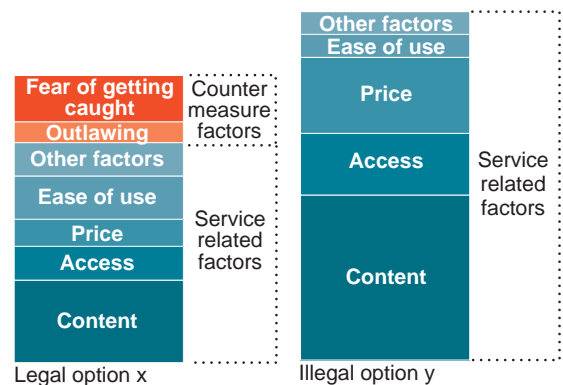 Fear of getting
caught
Outlawing
Other factors
Ease of use
Price
Access
Content
Counter
measure
factors
Service
related
factors
Legal option x
Other factors
Ease of use
Price
Access
Content
Service
related
factors
Illegal option y